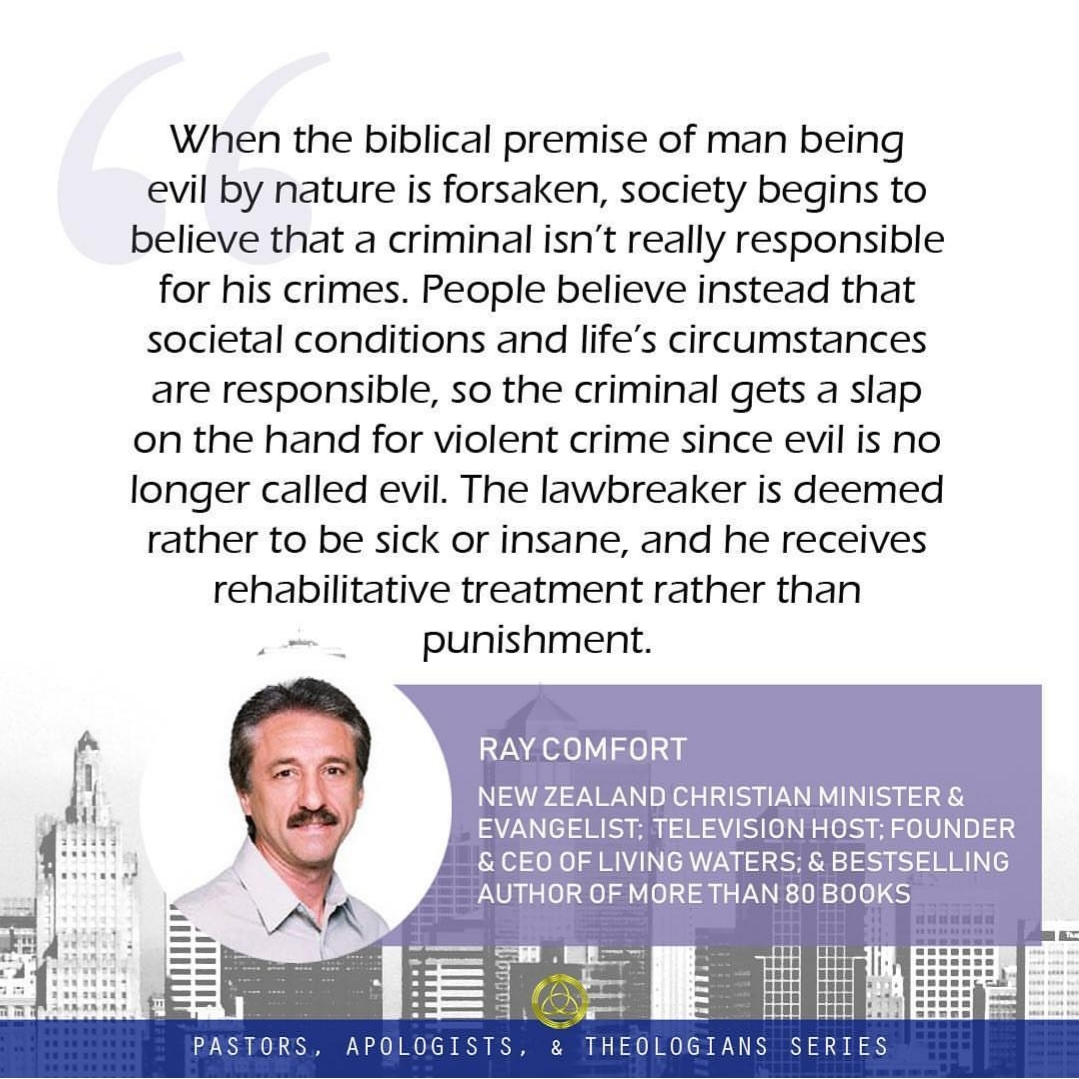 When the biblical premise of man being
evil by nature is forsaken, society begins to
believe that a criminal isn't really responsible
for his crimes. People believe instead that
societal conditions and life's circumstances
are responsible, so the criminal gets a slap
on the hand for violent crime since evil is no
longer called evil. The lawbreaker is deemed
rather to be sick or insane, and he receives
rehabilitative treatment rather than
punishment.
RAY COMFORT
NEW ZEALAND CHRISTIAN MINISTER &
EVANGELIST; TELEVISION HOST; FOUNDER
& CEO OF LIVING WATERS; & BESTSELLING
AUTHOR OF MORE THAN 80 BOOKS
PASTORS, APOLOGISTS, & THEOLOGIANS SERIES